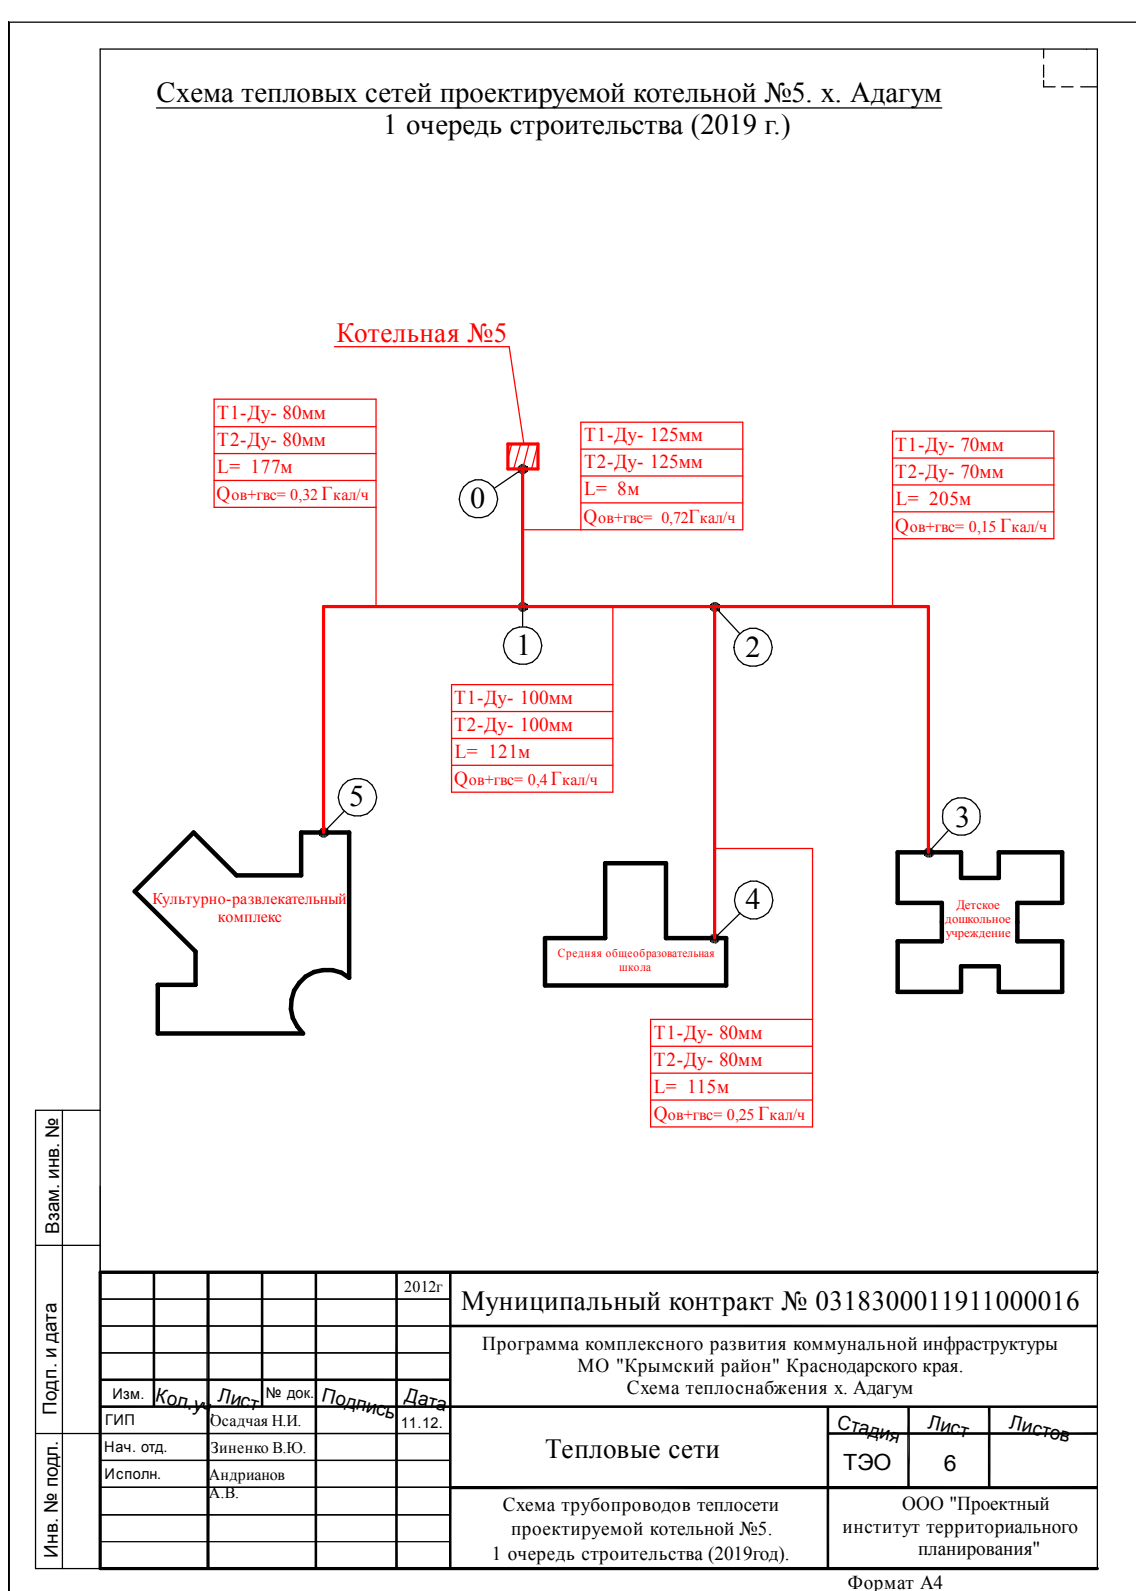 Схема тепловых сетей проектируемой котельной №5. х. Адагум
1 очередь строительства (2019 г.)
Котельная №5
Т1-Ду- 80мм
Т2-Ду- 80мм
L= 177м
Qов+гвс= 0,32 Гкал/ч
Т1-Ду- 125мм
Т2-Ду- 125мм
L= 8м
Qов+гвс= 0,72Гкал/ч
Т1-Ду- 70мм
Т2-Ду- 70мм
L= 205м
Qов+гвс= 0,15 Гкал/ч
0
1
2
Т1-Ду- 100мм
Т2-Ду- 100мм
L= 121м
Qов+гвс= 0,4 Гкал/ч
5
3
4
Культурно-развлекательный
комплекс
Средняя общеобразовательная
школа
Детское
дошкольное
учреждение
Т1-Ду- 80мм
Т2-Ду- 80мм
L= 115м
Qов+гвс= 0,25 Гкал/ч
Взам. инв. №
Подп. и дата
Инв. № подл.
2012г
Изм. Кол.уч Лист № док. Подпись Дата
ГИП Осадчая Н.И. 11.12.
Нач. отд. Зиненко В.Ю.
Исполн. Андрианов
А.В.
Муниципальный контракт № 0318300011911000016
Программа комплексного развития коммунальной инфраструктуры
МО "Крымский район" Краснодарского края.
Схема теплоснабжения х. Адагум
Тепловые сети
Стадия Лист Листов
ТЭО 6
Схема трубопроводов теплосети
проектируемой котельной №5.
1 очередь строительства (2019год).
ООО "Проектный
институт территориального
планирования"
Формат А4